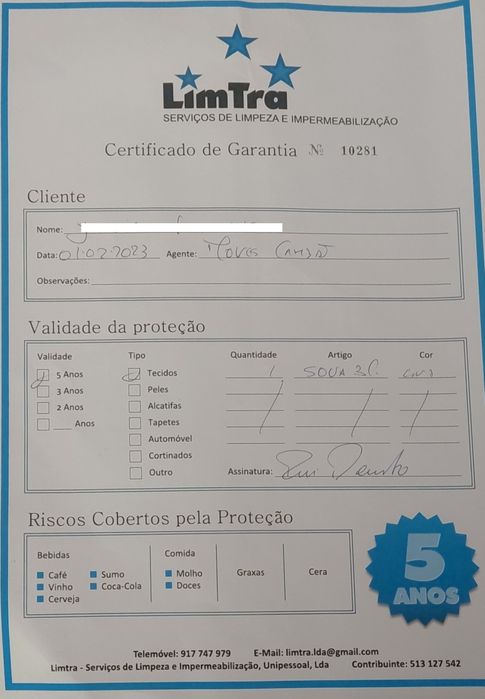 LimTra
SERVIÇOS DE LIMPEZA E IMPERMEABILIZAÇÃO
Certificado de Garantia Nº 10281
Cliente
Nome:
Data: 01-02-2023 Agente:
Observações:
Validade da proteção
Validade Tipo Quantidade Artigo Cor
5 Anos Tecidos 1
3 Anos Peles
2 Anos Alcatifas
Anos Tapetes
Automóvel
Cortinados
Outro Assinatura:
Riscos Cobertos pela Proteção
Bebidas Comida Graxas Cera
Café Sumo Molho
Vinho Coca-Cola Doces
Cerveja
5
ANOS
Telemóvel: 917 747 979 E-Mail: limtra.lda@gmail.com
Limtra - Serviços de Limpeza e Impermeabilização, Unipessoal, Lda Contribuinte: 513 127 542